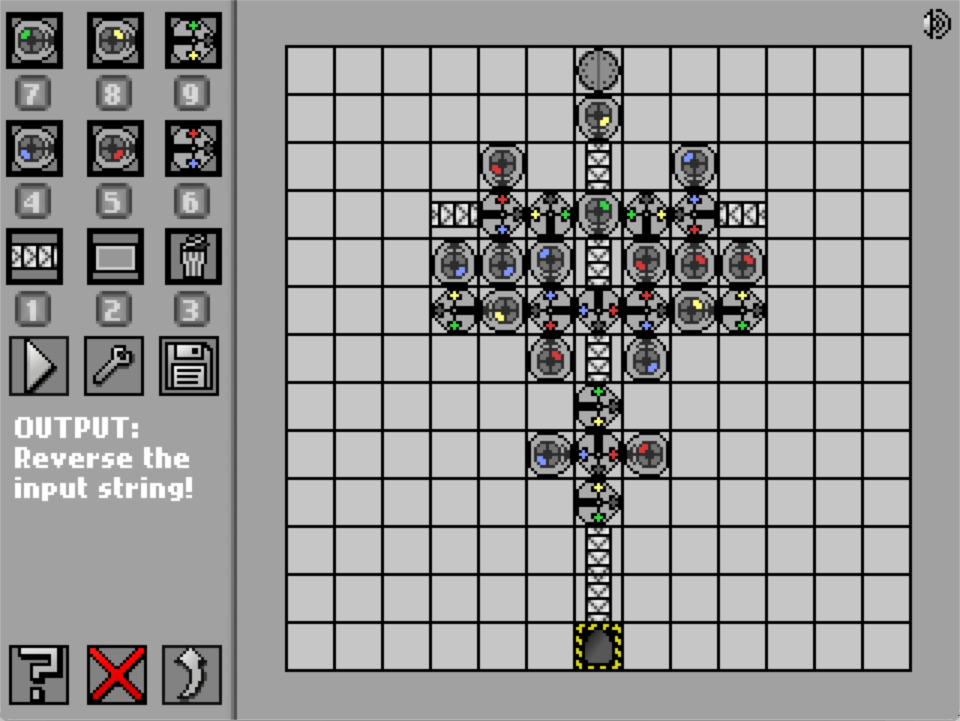 7 8 9
4 5 6
1 2 3
OUTPUT:
Reverse the
input string!
?